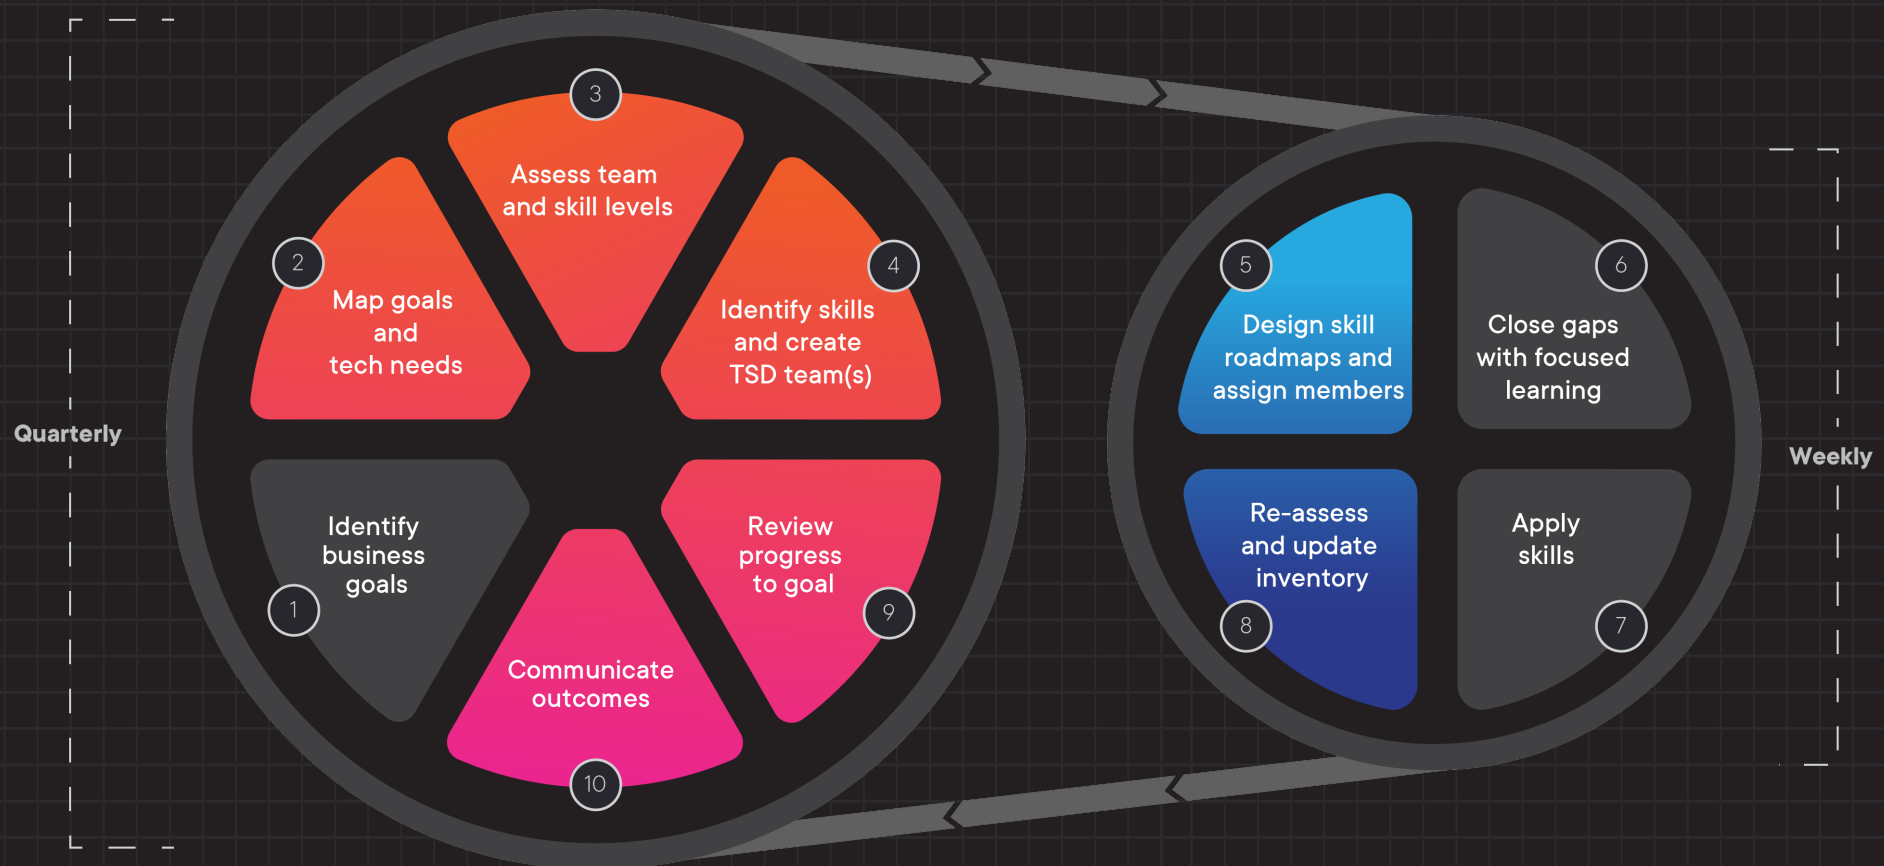 Quarterly
1
Identify
business
goals
2
Map goals
and
tech needs
3
Assess team
and skill levels
4
Identify skills
and create
TSD team(s)
5
Design skill
roadmaps and
assign members
6
Close gaps
with focused
learning
7
Apply
skills
8
Re-assess
and update
inventory
9
Review
progress
to goal
10
Communicate
outcomes
Weekly